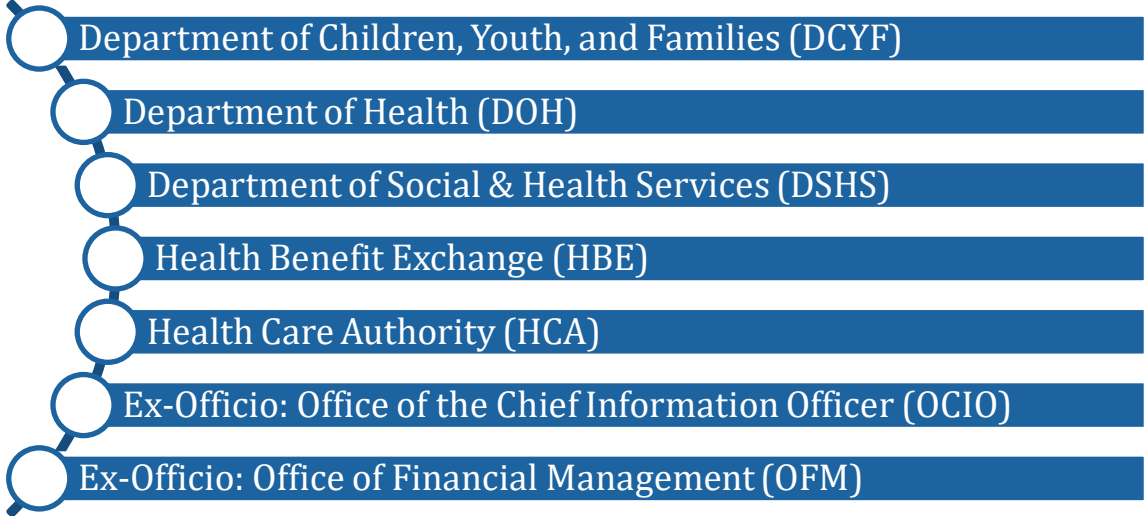 Department of Children, Youth, and Families (DCYF)
Department of Health (DOH)
Department of Social & Health Services (DSHS)
Health Benefit Exchange (HBE)
Health Care Authority (HCA)
Ex-Officio: Office of the Chief Information Officer (OCIO)
Ex-Officio: Office of Financial Management (OFM)